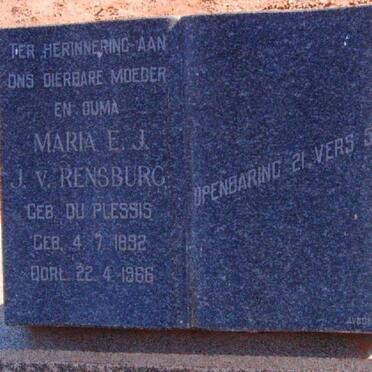 TER HERINNERING AAN
ONS DIERBARE MOEDER
EN OUMA
MARIA E. J.
J. v. RENSBURG
GEB. DU PLESSIS
GEB. 4. 7. 1892
OORL. 22. 4. 1966
OPENBARING 21 VERS